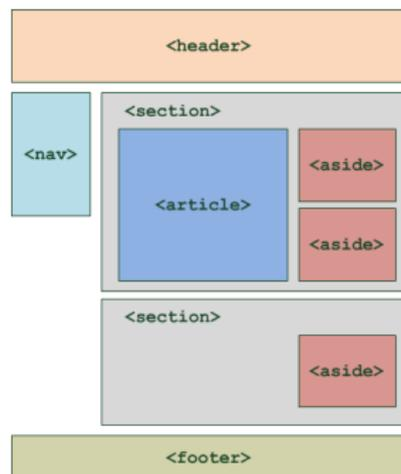 <header>
<nav>
<section>
<article>
<aside>
<aside>
<section>
<aside>
<footer>